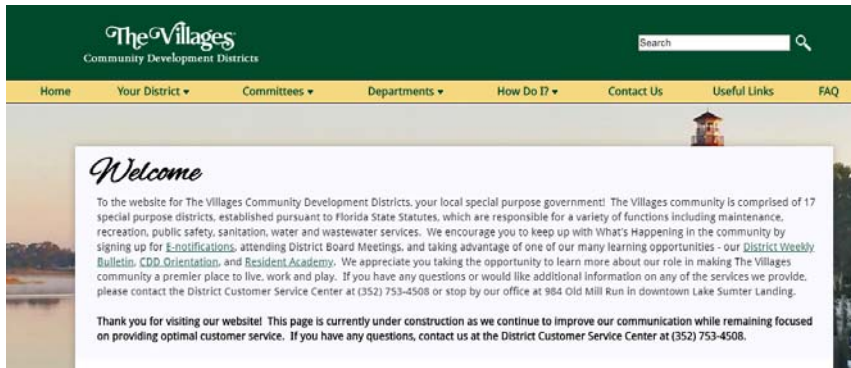 The Villages
Community Development Districts
Search
Home Your District ▾ Committees ▾ Departments ▾ How Do I? ▾ Contact Us Useful Links FAQ
Welcome
To the website for The Villages Community Development Districts, your local special purpose government! The Villages community is comprised of 17
special purpose districts, established pursuant to Florida State Statutes, which are responsible for a variety of functions including maintenance,
recreation, public safety, sanitation, water and wastewater services. We encourage you to keep up with What's Happening in the community by
signing up for E-notifications, attending District Board Meetings, and taking advantage of one of our many learning opportunities - our District Weekly
Bulletin, CDD Orientation, and Resident Academy. We appreciate you taking the opportunity to learn more about our role in making The Villages
community a premier place to live, work and play. If you have any questions or would like additional information on any of the services we provide,
please contact the District Customer Service Center at (352) 753-4508 or stop by our office at 984 Old Mill Run in downtown Lake Sumter Landing.
Thank you for visiting our website! This page is currently under construction as we continue to improve our communication while remaining focused
on providing optimal customer service. If you have any questions, contact us at the District Customer Service Center at (352) 753-4508.